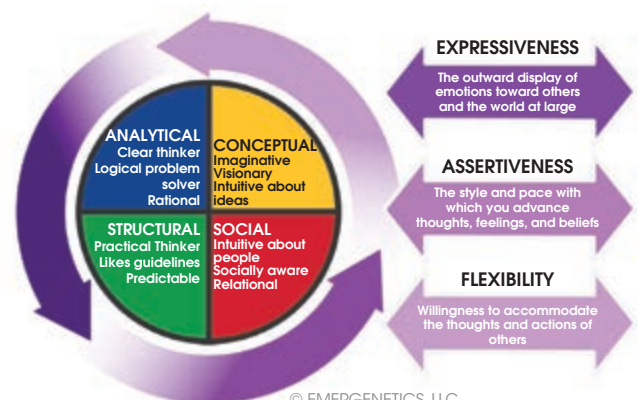 ANALYTICAL
Clear thinker
Logical problem
solver
Rational
CONCEPTUAL
Imaginative
Visionary
Intuitive about
ideas
STRUCTURAL
Practical Thinker
Likes guidelines
Predictable
SOCIAL
Intuitive about
people
Socially aware
Relational
EXPRESSIVENESS
The outward display of
emotions toward others
and the world at large
ASSERTIVENESS
The style and pace with
which you advance
thoughts, feelings, and beliefs
FLEXIBILITY
Willingness to accommodate
the thoughts and actions of
others
© EMERGENETICS, LLC